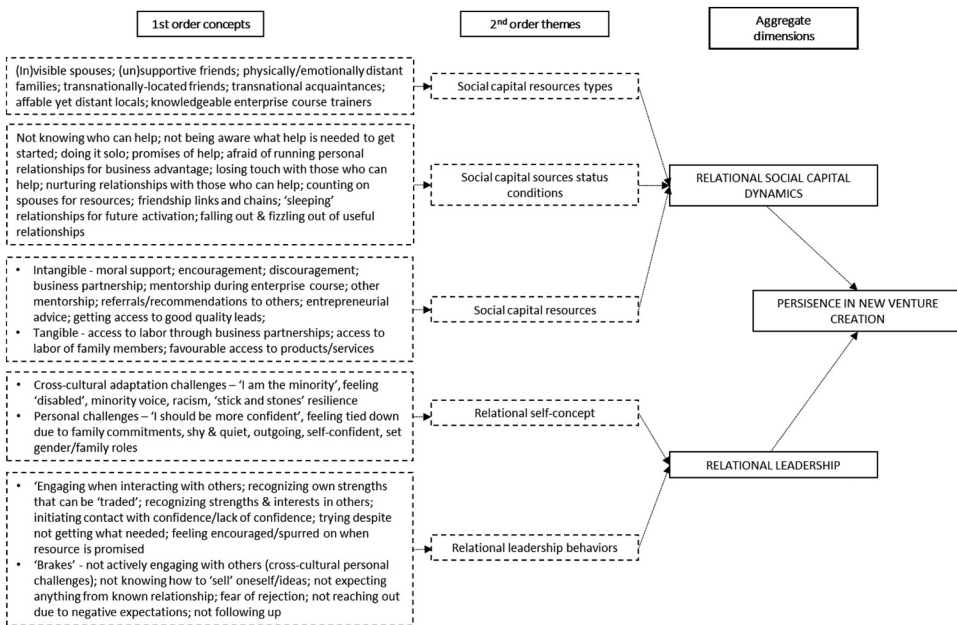 1st order concepts
2nd order themes
Aggregate
dimensions
(In)visible spouses; (un)supportive friends; physically/emotionally distant
families; transnationally-located friends; transnational acquaintances;
affable yet distant locals; knowledgeable enterprise course trainers
Social capital resources types
Not knowing who can help; not being aware what help is needed to get
started; doing it solo; promises of help; afraid of running personal
relationships for business advantage; losing touch with those who can
help; nurturing relationships with those who can help; counting on
spouses for resources; friendship links and chains; ‘sleeping’
relationships for future activation; falling out & fizzling out of useful
relationships
Social capital sources status
conditions
RELATIONAL SOCIAL CAPITAL
DYNAMICS
• Intangible - moral support; encouragement; discouragement;
business partnership; mentorship during enterprise course; other
mentorship; referrals/recommendations to others; entrepreneurial
advice; getting access to good quality leads;
• Tangible - access to labor through business partnerships; access to
labor of family members; favourable access to products/services
Social capital resources
PERSISENCE IN NEW VENTURE
CREATION
• Cross-cultural adaptation challenges – ‘I am the minority’, feeling
‘disabled’, minority voice, racism, ‘stick and stones’ resilience
• Personal challenges – ‘I should be more confident’, feeling tied down
due to family commitments, shy & quiet, outgoing, self-confident, set
gender/family roles
Relational self-concept
RELATIONAL LEADERSHIP
• ‘Engaging when interacting with others; recognizing own strengths
that can be ‘traded’; recognizing strengths & interests in others;
initiating contact with confidence/lack of confidence; trying despite
not getting what needed; feeling encouraged/spurred on when
resource is promised
• ‘Brakes’ - not actively engaging with others (cross-cultural personal
challenges); not knowing how to ‘sell’ oneself/ideas; not expecting
anything from known relationship; fear of rejection; not reaching out
due to negative expectations; not following up
Relational leadership behaviors